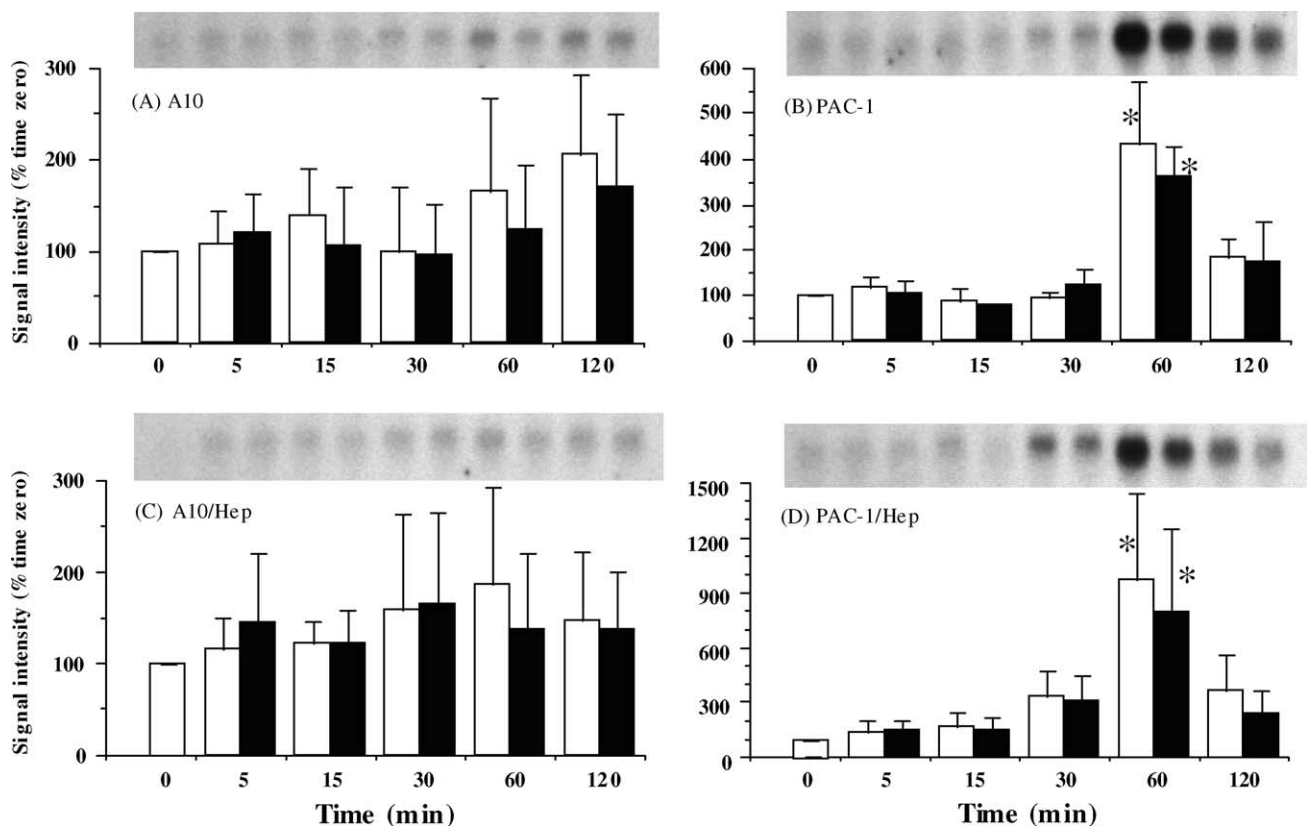 300
(A) A10
200
100
0
Signal intensity (% time zero)
0 5 15 30 60 120
600
(B) PAC-1
500
400
300
200
100
0
*
*
0 5 15 30 60 120
300
(C) A10/Hep
200
100
0
Signal intensity (% time zero)
0 5 15 30 60 120
Time (min)
1500
(D) PAC-1/Hep
1200
900
600
300
0
*
*
0 5 15 30 60 120
Time (min)